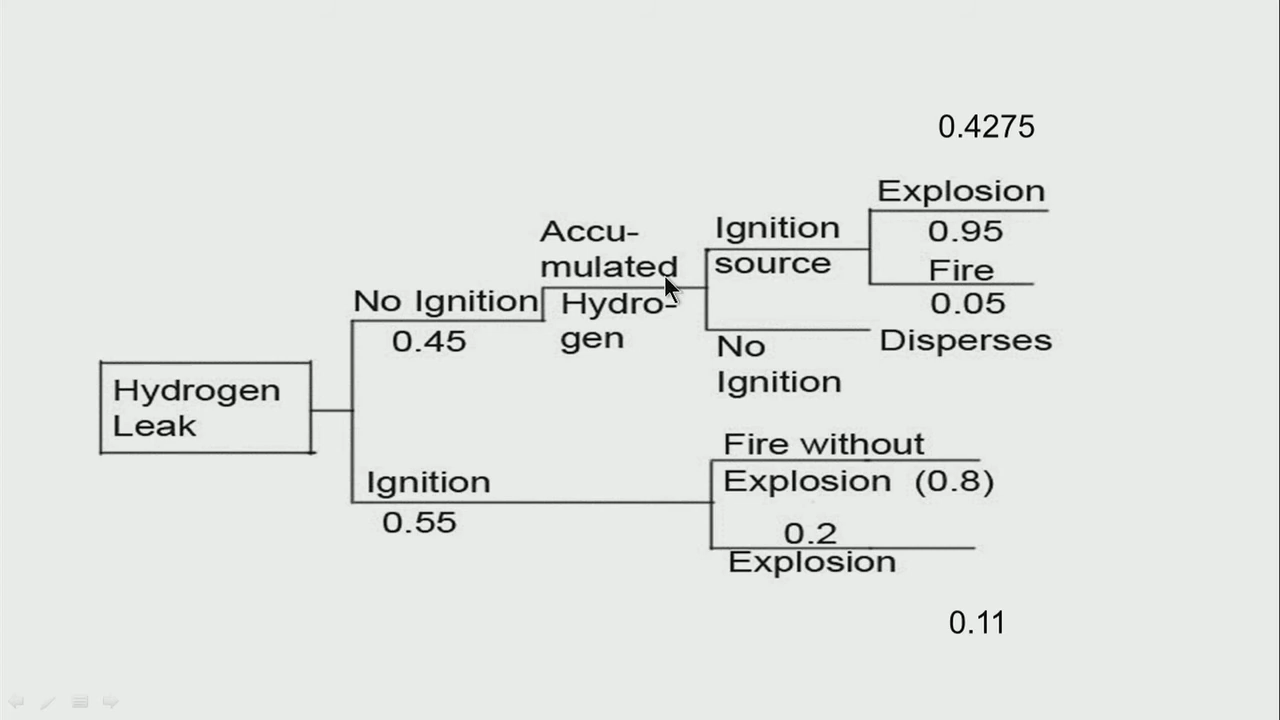 0.4275
Explosion
0.95
Fire
0.05
Disperses
Ignition
source
No
Ignition
Accu-
mulated
Hydro-
gen
No Ignition
0.45
Hydrogen
Leak
Ignition
0.55
Fire without
Explosion (0.8)
0.2
Explosion
0.11